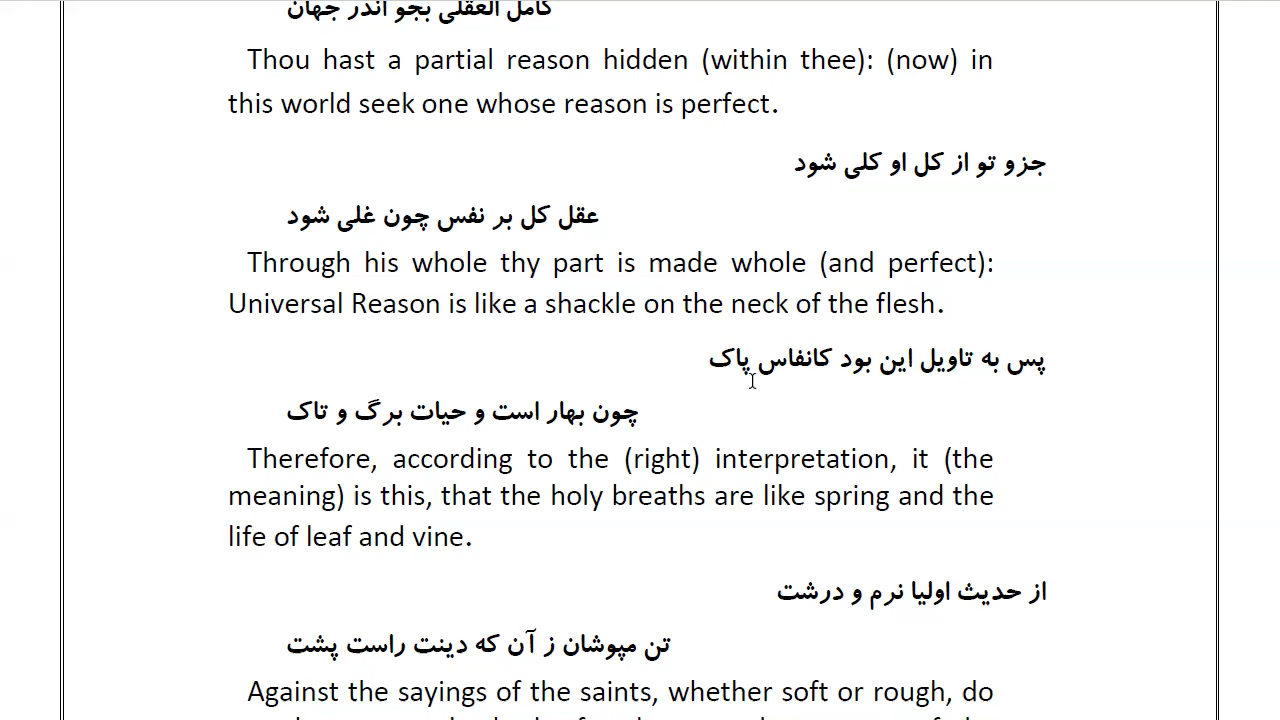 کامل العقلی بجو اندر جهان
Thou hast a partial reason hidden (within thee): (now) in
this world seek one whose reason is perfect.
جزو تو از کل او کلی شود
عقل کل بر نفس چون غلی شود
Through his whole thy part is made whole (and perfect):
Universal Reason is like a shackle on the neck of the flesh.
پس به تاویل این بود کانفاس پاک
چون بهار است و حیات برگ و تاک
Therefore, according to the (right) interpretation, it (the
meaning) is this, that the holy breaths are like spring and the
life of leaf and vine.
از حدیث اولیا نرم و درشت
تن مپوشان ز آن که دینت راست پشت
Against the sayings of the saints, whether soft or rough, do